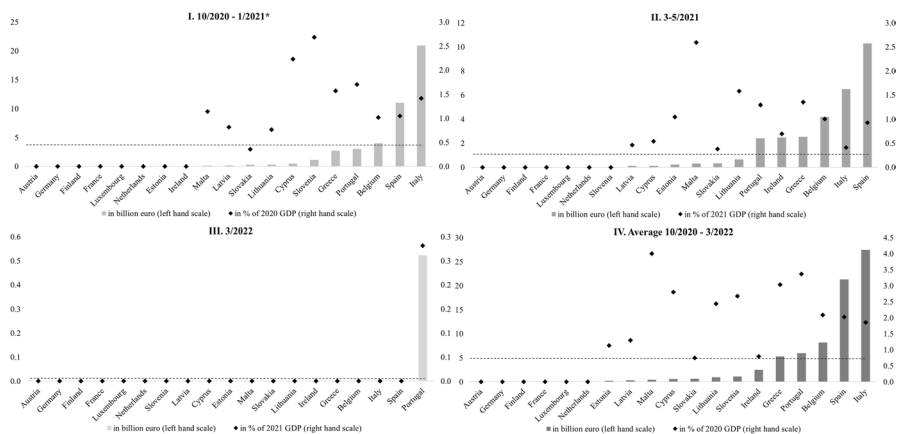 I. 10/2020 - 1/2021*
25
20
15
10
5
0
3.0
2.5
2.0
1.5
1.0
0.5
0.0
Austria
Germany
Finland
France
Luxembourg
Netherlands
Estonia
Ireland
Malta
Latvia
Slovakia
Lithuania
Cyprus
Slovenia
Greece
Portugal
Belgium
Spain
Italy
in billion euro (left hand scale)
in % of 2020 GDP (right hand scale)
II. 3-5/2021
12
10
8
6
4
2
0
3.0
2.5
2.0
1.5
1.0
0.5
0.0
Austria
Germany
Finland
France
Luxembourg
Netherlands
Slovenia
Latvia
Cyprus
Estonia
Malta
Slovakia
Lithuania
Portugal
Ireland
Greece
Belgium
Italy
Spain
in billion euro (left hand scale)
in % of 2021 GDP (right hand scale)
III. 3/2022
0.6
0.5
0.4
0.3
0.2
0.1
0.0
0.3
0.3
0.2
0.2
0.1
0.1
0.0
Austria
Germany
Finland
France
Luxembourg
Netherlands
Slovenia
Latvia
Cyprus
Estonia
Malta
Slovakia
Lithuania
Ireland
Greece
Belgium
Italy
Spain
Portugal
in billion euro (left hand scale)
in % of 2021 GDP (right hand scale)
IV. Average 10/2020 - 3/2022
30
25
20
15
10
5
0
4.5
4.0
3.5
3.0
2.5
2.0
1.5
1.0
0.5
0.0
Austria
Germany
Finland
France
Luxembourg
Netherlands
Estonia
Latvia
Malta
Cyprus
Slovakia
Lithuania
Slovenia
Ireland
Greece
Portugal
Belgium
Spain
Italy
in billion euro (left hand scale)
in % of 2021 GDP (right hand scale)